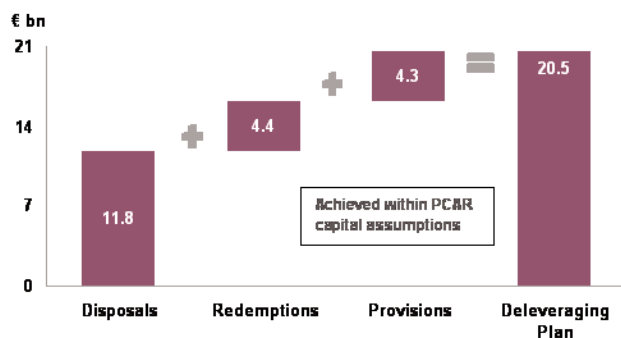 € bn
21
14
7
0
11.8
4.4
4.3
20.5
Achieved within PCAR
capital assumptions
Disposals
Redemptions
Provisions
Deleveraging
Plan